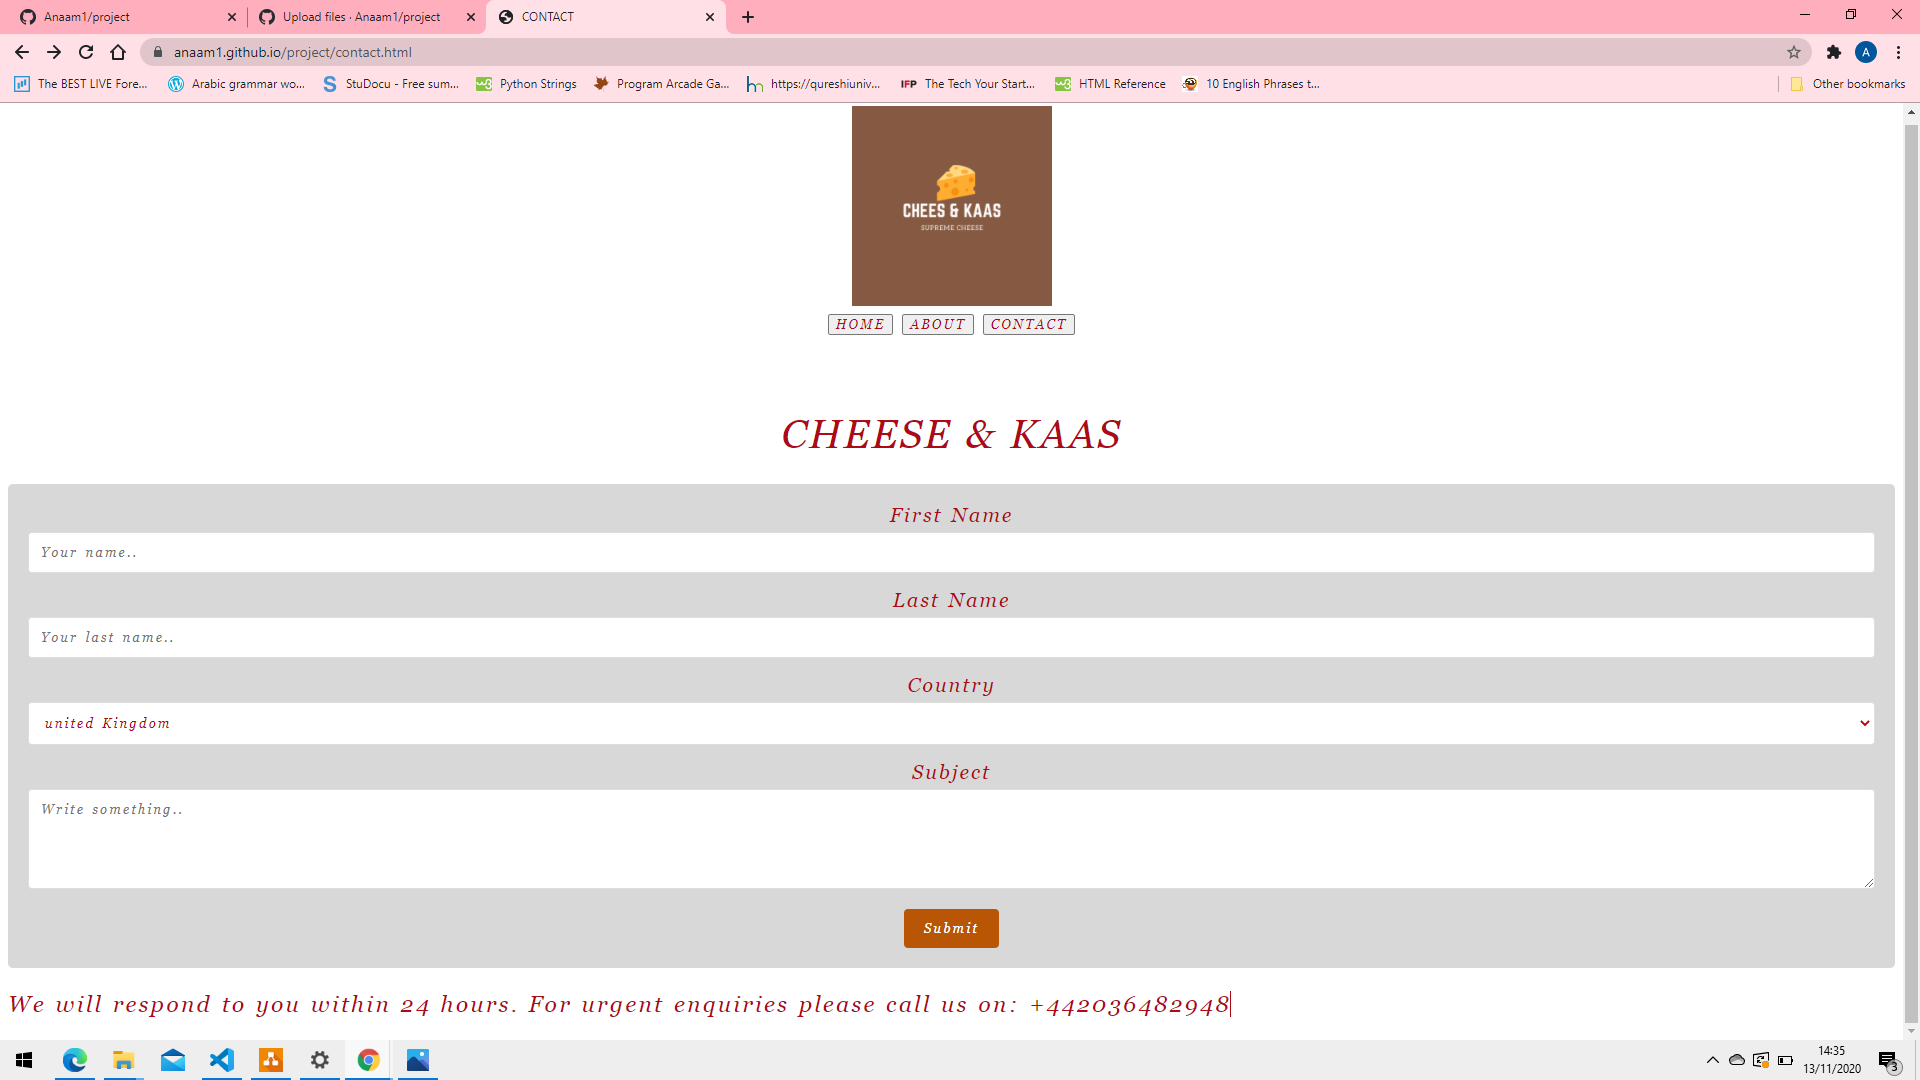 Anaam1/project
Upload files · Anaam1/project
CONTACT
anaam1.github.io/project/contact.html
A
The BEST LIVE Fore...
Arabic grammar wo...
StuDocu - Free sum...
Python Strings
Program Arcade Ga...
https://qureshiuniv...
IFP
The Tech Your Start...
HTML Reference
10 English Phrases t...
Other bookmarks
CHEES & KAAS
SUPREME CHEESE
HOME ABOUT CONTACT
CHEESE & KAAS
First Name
Your name..
Last Name
Your last name..
Country
united Kingdom
Subject
Write something..
Submit
We will respond to you within 24 hours. For urgent enquiries please call us on: +442036482948
14:35
13/11/2020
3